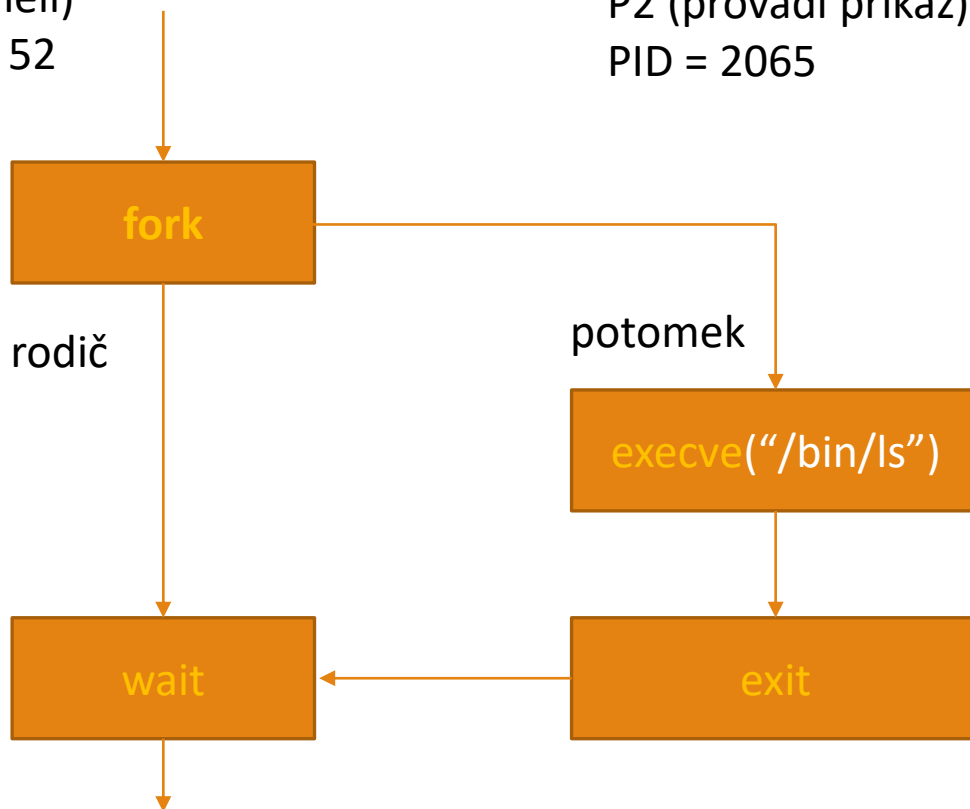 52
P2 (provádí příkaz)
PID = 2065
fork
rodič
potomek
execve(“/bin/ls”)
wait
exit